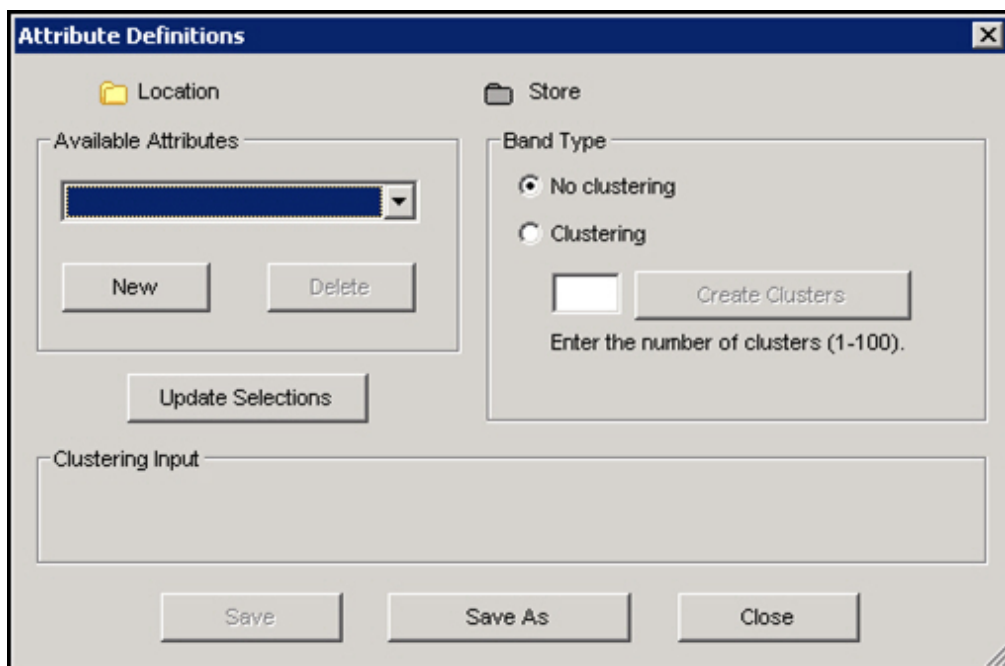 Attribute Definitions
Location
Store
Available Attributes
New
Delete
Update Selections
Band Type
No clustering
Clustering
Create Clusters
Enter the number of clusters (1-100).
Clustering Input
Save
Save As
Close